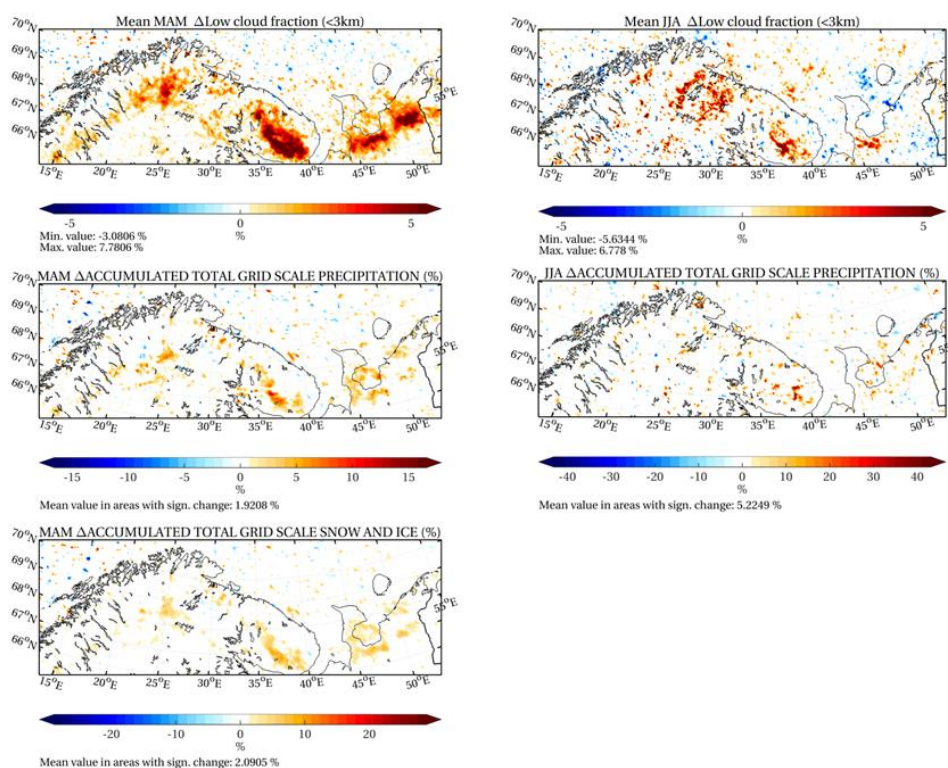 Mean MAM ΔLow cloud fraction (<3km)
70°N
69°N
68°N
67°N
66°N
15°E 20°E 25°E 30°E 35°E 40°E 45°E 50°E
55°E
-5 0 5
%
Min. value: -3.0806 %
Max. value: 7.7806 %
Mean JJA ΔLow cloud fraction (<3km)
70°N
69°N
68°N
67°N
66°N
15°E 20°E 25°E 30°E 35°E 40°E 45°E 50°E
55°E
-5 0 5
%
Min. value: -5.6344 %
Max. value: 6.778 %
MAM ΔACCUMULATED TOTAL GRID SCALE PRECIPITATION (%)
70°N
69°N
68°N
67°N
66°N
15°E 20°E 25°E 30°E 35°E 40°E 45°E 50°E
55°E
-15 -10 -5 0 5 10 15
%
Mean value in areas with sign. change: 1.9208 %
JJA ΔACCUMULATED TOTAL GRID SCALE PRECIPITATION (%)
70°N
69°N
68°N
67°N
66°N
15°E 20°E 25°E 30°E 35°E 40°E 45°E 50°E
55°E
-40 -30 -20 -10 0 10 20 30 40
%
Mean value in areas with sign. change: 5.2249 %
MAM ΔACCUMULATED TOTAL GRID SCALE SNOW AND ICE (%)
70°N
69°N
68°N
67°N
66°N
15°E 20°E 25°E 30°E 35°E 40°E 45°E 50°E
55°E
-20 -10 0 10 20
%
Mean value in areas with sign. change: 2.0905 %